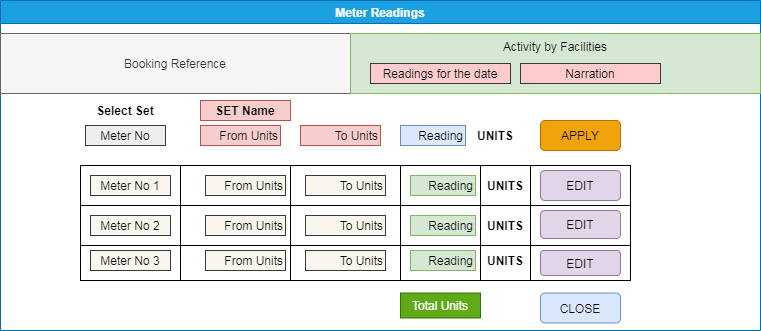 Meter Readings
Booking Reference
Activity by Facilities
Readings for the date Narration
Select Set SET Name
Meter No From Units To Units Reading UNITS APPLY
Meter No 1 From Units To Units Reading UNITS EDIT
Meter No 2 From Units To Units Reading UNITS EDIT
Meter No 3 From Units To Units Reading UNITS EDIT
Total Units CLOSE